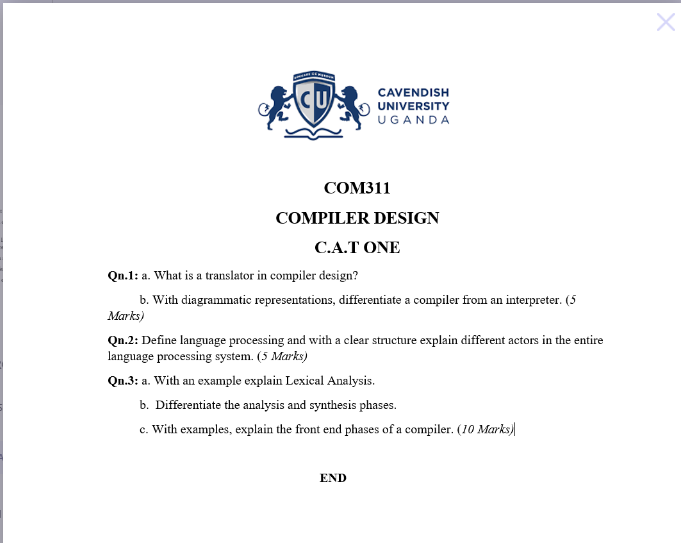 CU
CAVENDISH
UNIVERSITY
UGANDA
COM311
COMPILER DESIGN
C.A.T ONE
Qn.1: a. What is a translator in compiler design?
b. With diagrammatic representations, differentiate a compiler from an interpreter. (5
Marks)
Qn.2: Define language processing and with a clear structure explain different actors in the entire
language processing system. (5 Marks)
Qn.3: a. With an example explain Lexical Analysis.
b. Differentiate the analysis and synthesis phases.
c. With examples, explain the front end phases of a compiler. (10 Marks)
END